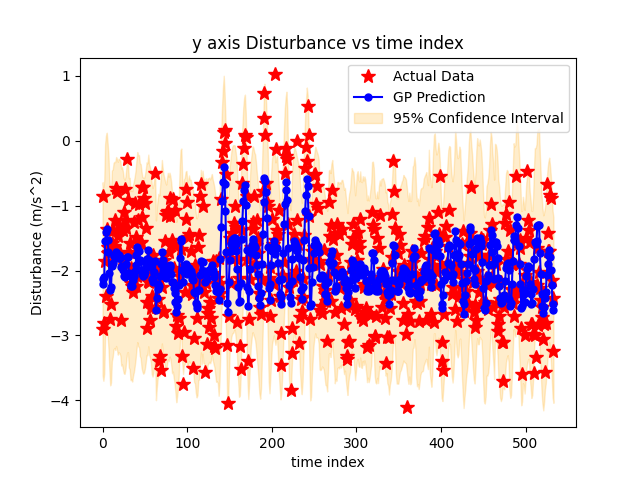 y axis Disturbance vs time index
Actual Data
GP Prediction
95% Confidence Interval
Disturbance (m/s^2)
1
0
−1
−2
−3
−4
0 100 200 300 400 500
time index